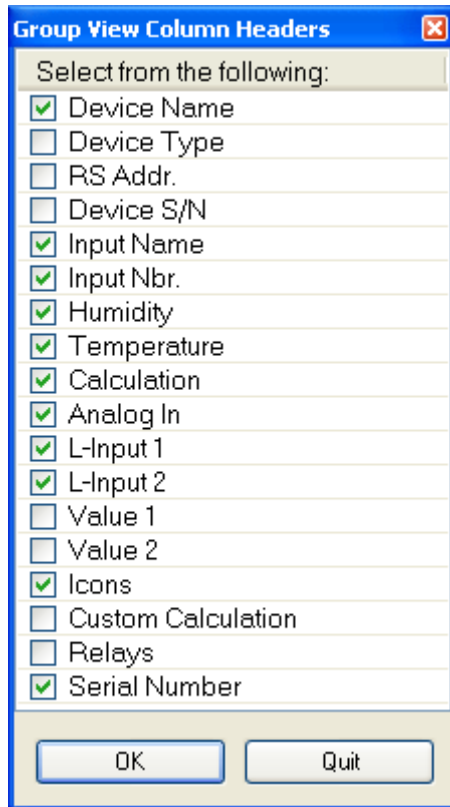 Group View Column Headers
Select from the following:
Device Name
Device Type
RS Addr.
Device S/N
Input Name
Input Nbr.
Humidity
Temperature
Calculation
Analog In
L-Input 1
L-Input 2
Value 1
Value 2
Icons
Custom Calculation
Relays
Serial Number
OK Quit